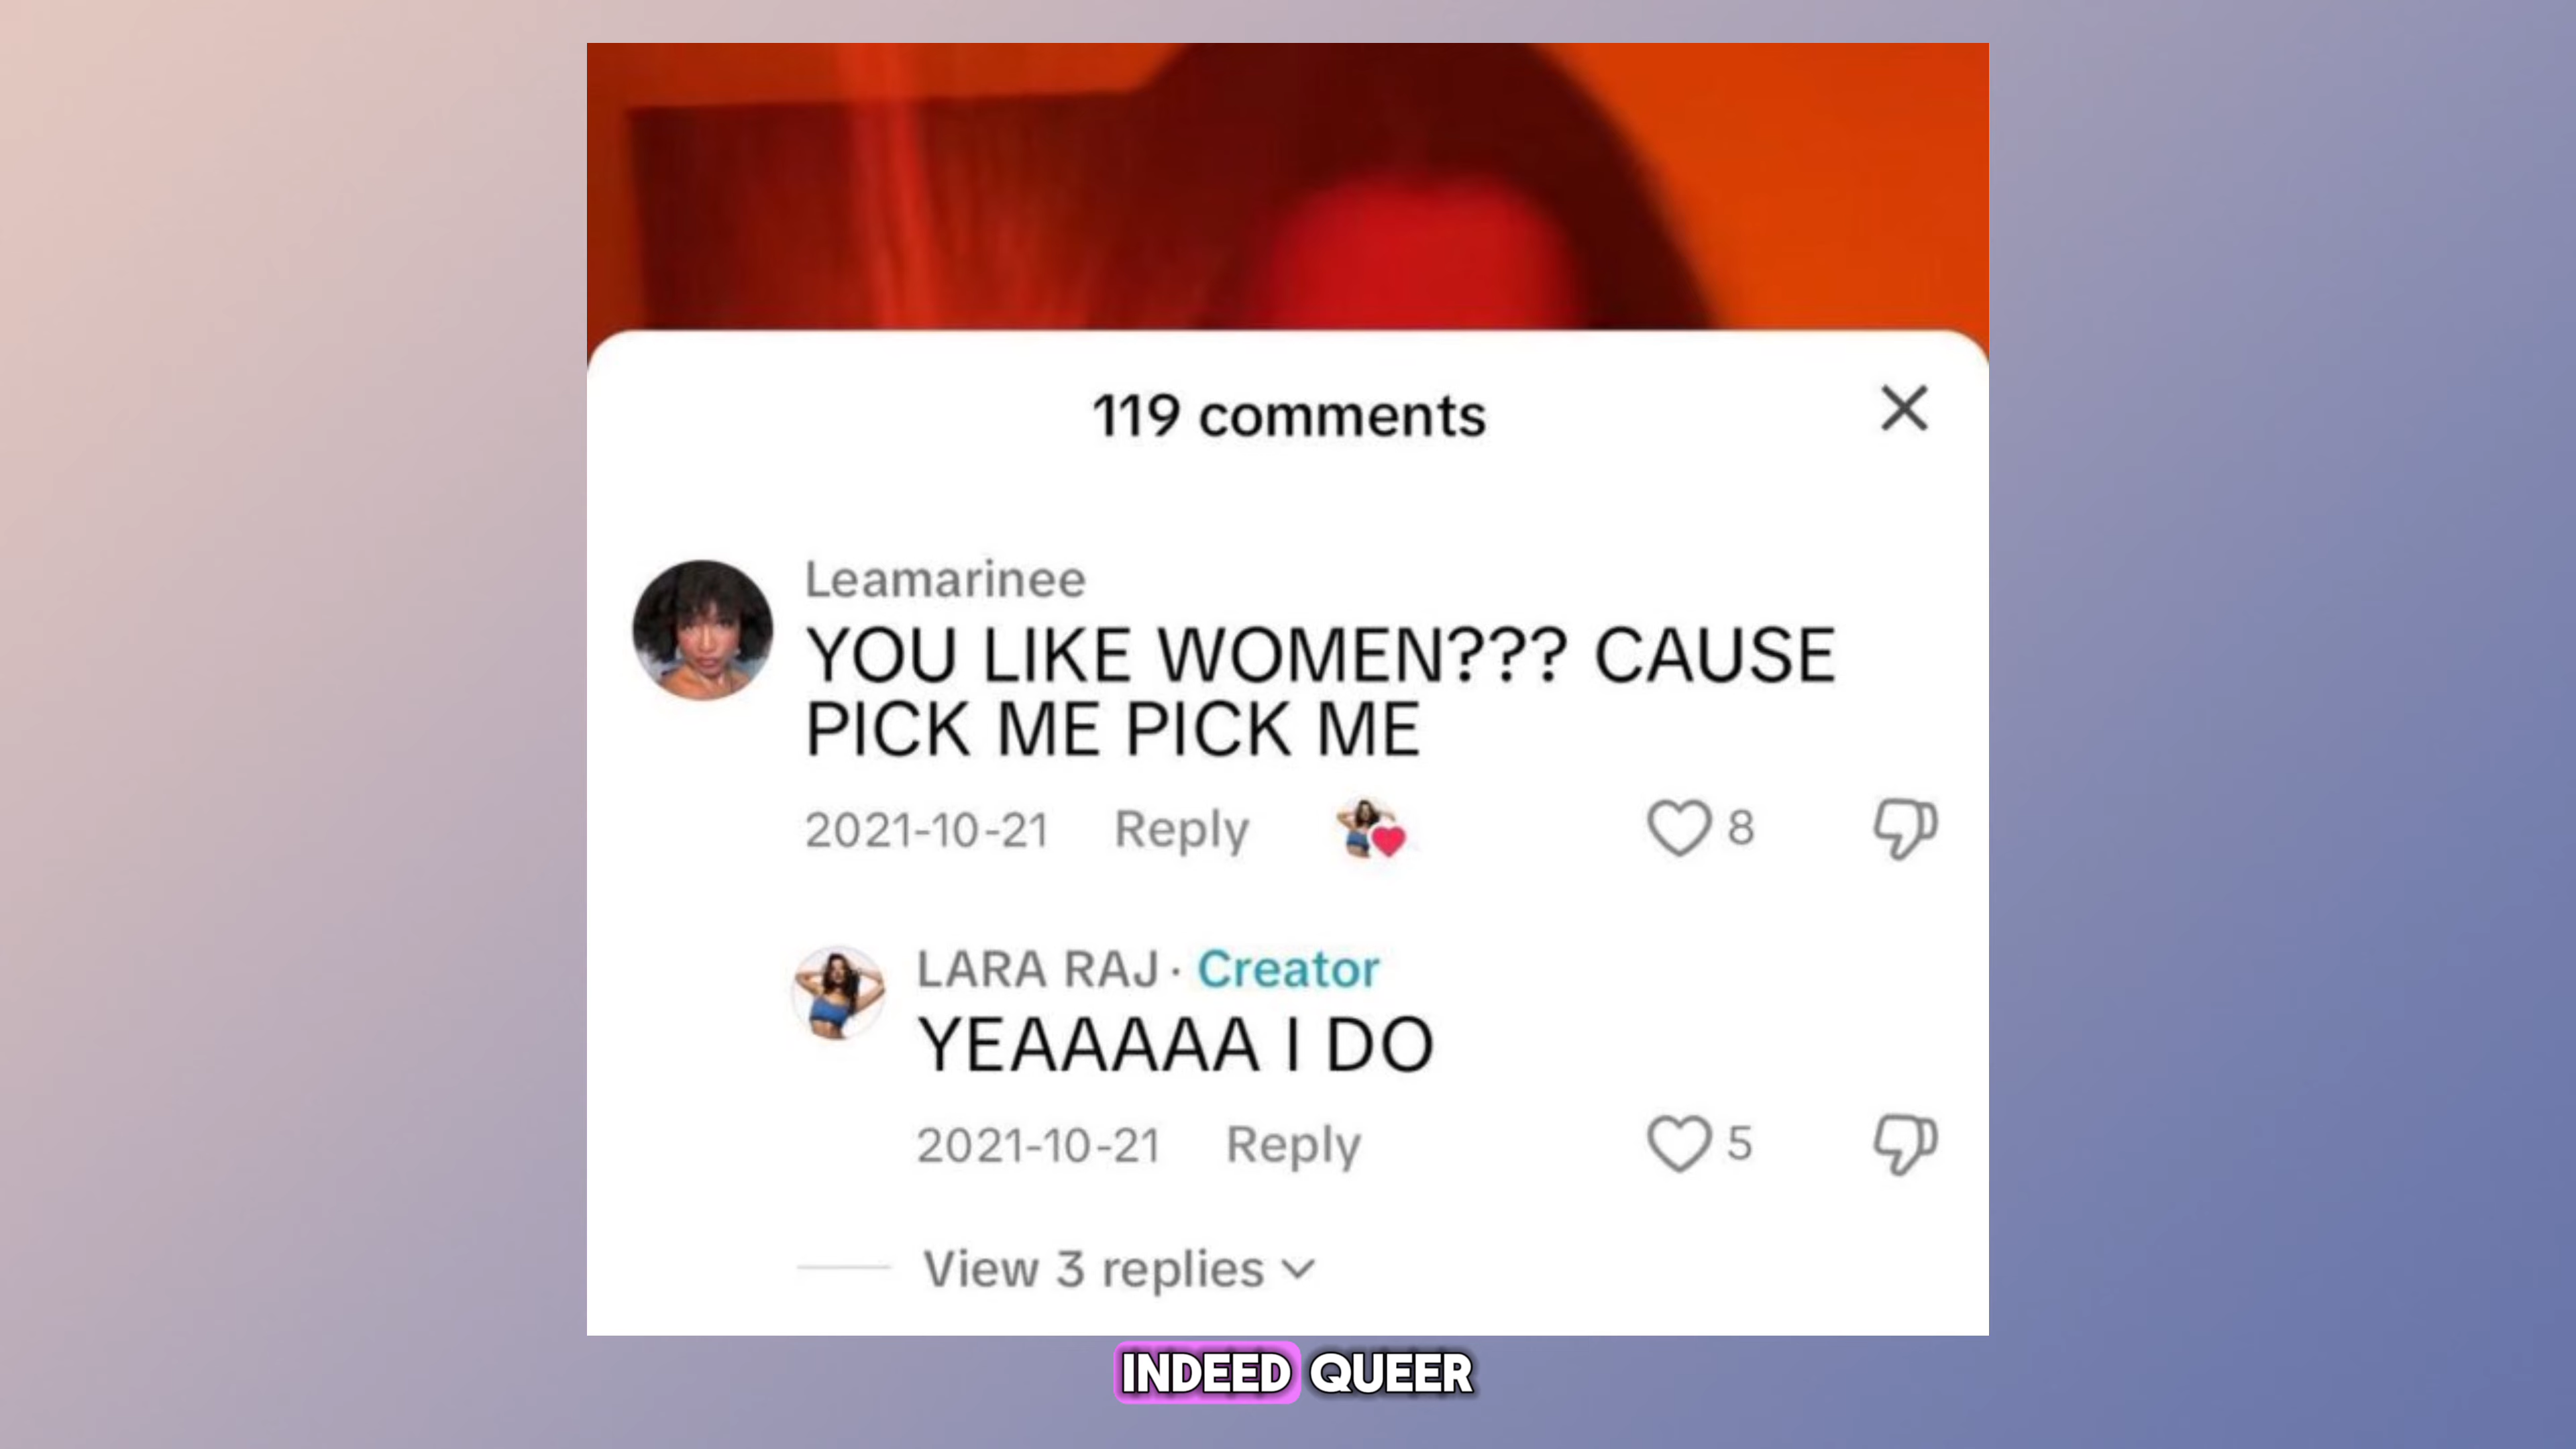 119 comments
Leamarinee
YOU LIKE WOMEN??? CAUSE
PICK ME PICK ME
2021-10-21 Reply 8
LARA RAJ · Creator
YEAAAAA I DO
2021-10-21 Reply 5
View 3 replies
INDEED QUEER